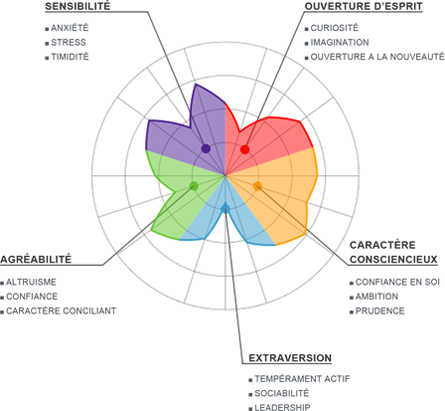 SENSIBILITÉ
ANXIÉTÉ
STRESS
TIMIDITÉ
OUVERTURE D'ESPRIT
CURIOSITÉ
IMAGINATION
OUVERTURE A LA NOUVEAUTÉ
AGRÉABILITÉ
ALTRUISME
CONFIANCE
CARACTÈRE CONCILIANT
CARACTÈRE
CONSCIENCIEUX
CONFIANCE EN SOI
AMBITION
PRUDENCE
EXTRAVERSION
TEMPÉRAMENT ACTIF
SOCIABILITÉ
LEADERSHIP